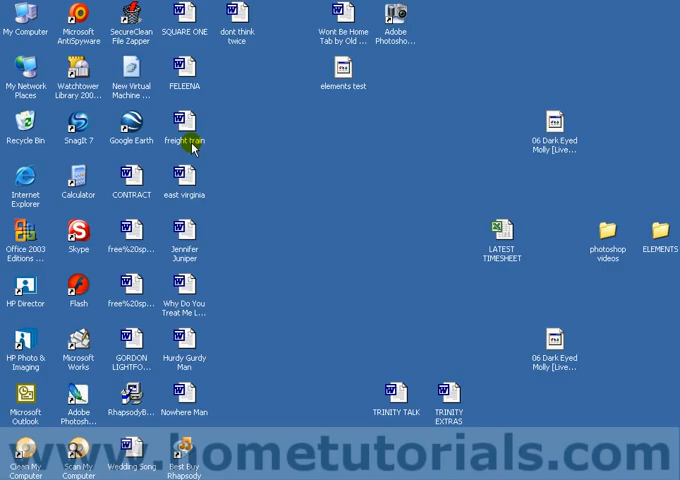 My Computer
Microsoft
AntiSpyware
SecureClean
File Zapper
SQUARE ONE
dont think
twice
Wont Be Home
Tab by Old ...
Adobe
Photosho...
My Network
Places
Watchtower
Library 200...
New Virtual
Machine ...
FELEENA
elements test
Recycle Bin
SnagIt 7
Google Earth
freight train
06 Dark Eyed
Molly [Live...
Internet
Explorer
Calculator
CONTRACT
east virginia
Office 2003
Editions ...
Skype
free%20sp...
Jennifer
Juniper
LATEST
TIMESHEET
photoshop
videos
ELEMENTS
HP Director
Flash
free%20sp...
Why Do You
Treat Me L...
HP Photo &
Imaging
Microsoft
Works
GORDON
LIGHTFO...
Hurdy Gurdy
Man
06 Dark Eyed
Molly [Live...
Microsoft
Outlook
Adobe
Photosh...
RhapsodyB...
Nowhere Man
TRINITY TALK
TRINITY
EXTRAS
Clean My
Computer
Scan My
Computer
Wedding Song
Best Buy
Rhapsody
www.hometutorials.com